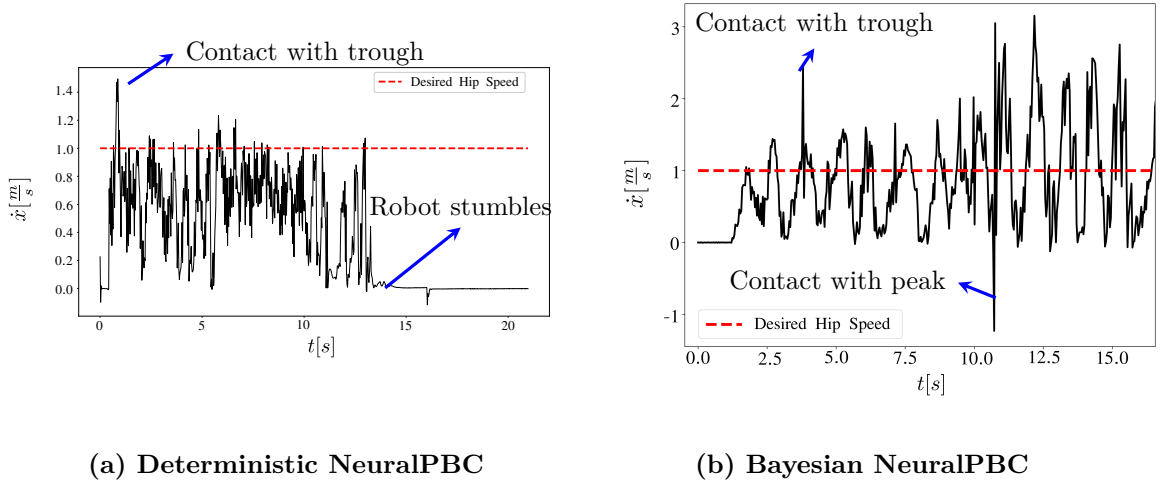 Contact with trough
Desired Hip Speed
1.4
1.2
1.0
0.8
0.6
0.4
0.2
0.0
ẋ[m/s]
Robot stumbles
0
5
10
15
20
t[s]
(a) Deterministic NeuralPBC
Contact with trough
3
2
1
0
-1
ẋ[m/s]
Contact with peak
Desired Hip Speed
0.0
2.5
5.0
7.5
10.0
12.5
15.0
t[s]
(b) Bayesian NeuralPBC